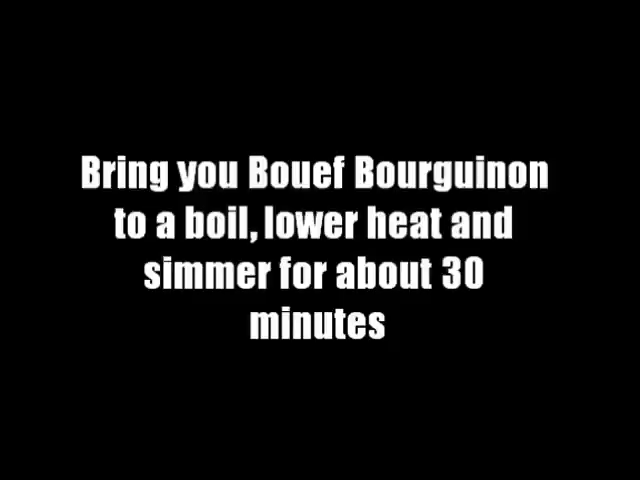 Bring you Bouef Bourguinon
to a boil, lower heat and
simmer for about 30
minutes